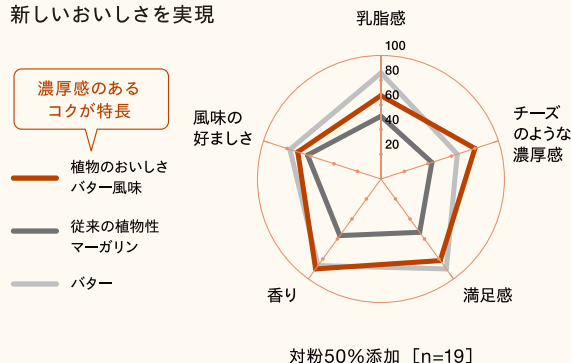 新しいおいしさを実現
濃厚感のある
コクが特長
植物のおいしさ
バター風味
従来の植物性
マーガリン
バター
乳脂感
100
80
60
40
20
チーズ
のような
濃厚感
満足感
香り
風味の
好ましさ
対粉50%添加［n=19］